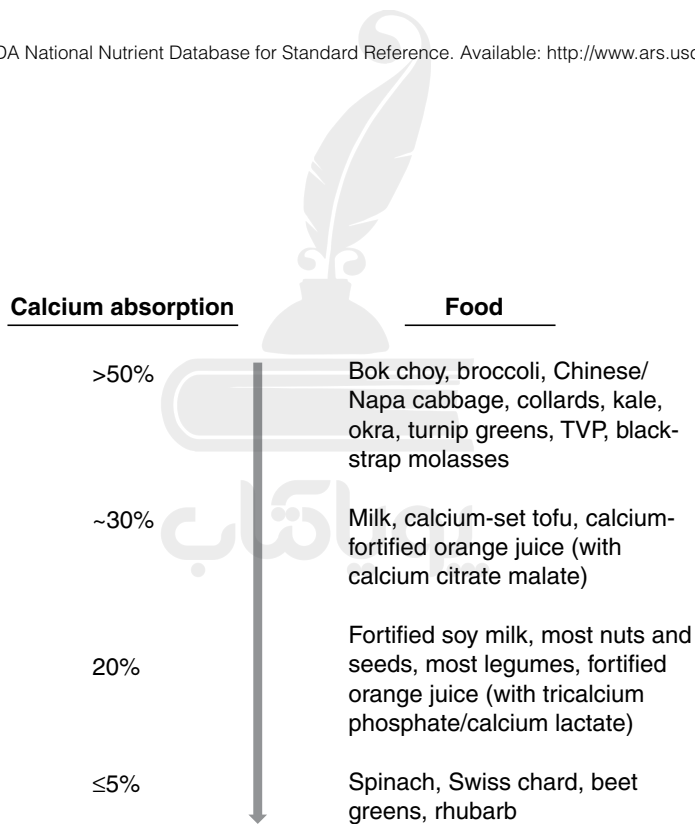 DA National Nutrient Database for Standard Reference. Available: http://www.ars.usd
Calcium absorption Food
>50% Bok choy, broccoli, Chinese/
Napa cabbage, collards, kale,
okra, turnip greens, TVP, black-
strap molasses
~30% Milk, calcium-set tofu, calcium-
fortified orange juice (with
calcium citrate malate)
Fortified soy milk, most nuts and
20% seeds, most legumes, fortified
orange juice (with tricalcium
phosphate/calcium lactate)
≤5% Spinach, Swiss chard, beet
greens, rhubarb